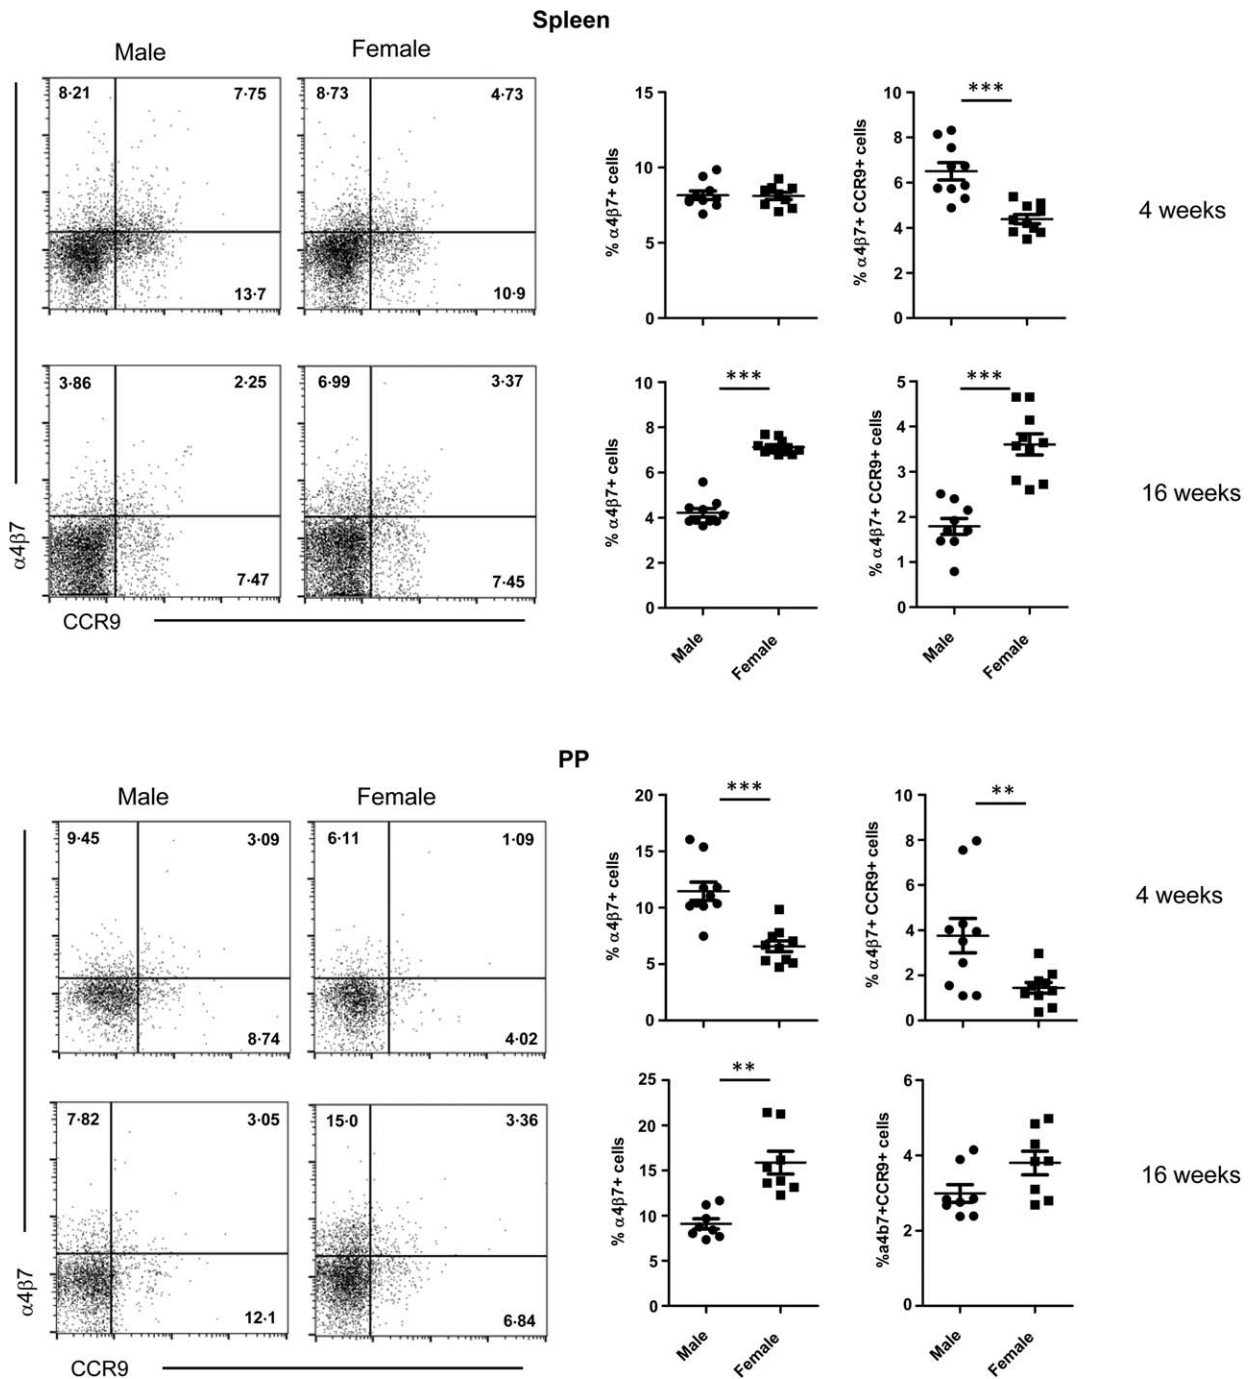 Spleen
Male
Female
8·21
7·75
13·7
8·73
4·73
10·9
15
10
5
0
% α4β7+ cells
***
10
8
6
4
2
0
% α4β7+ CCR9+ cells
4 weeks
3·86
2·25
7·47
6·99
3·37
7·45
α4β7
CCR9
***
10
8
6
4
2
0
% α4β7+ cells
Male
Female
***
5
4
3
2
1
0
% α4β7+ CCR9+ cells
Male
Female
16 weeks
PP
Male
Female
9·45
3·09
8·74
6·11
1·09
4·02
***
20
15
10
5
0
% α4β7+ cells
**
10
8
6
4
2
0
% α4β7+ CCR9+ cells
4 weeks
7·82
3·05
12·1
15·0
3·36
6·84
α4β7
CCR9
**
25
20
15
10
5
0
% α4β7+ cells
Male
Female
6
4
2
0
%a4b7+CCR9+ cells
Male
Female
16 weeks